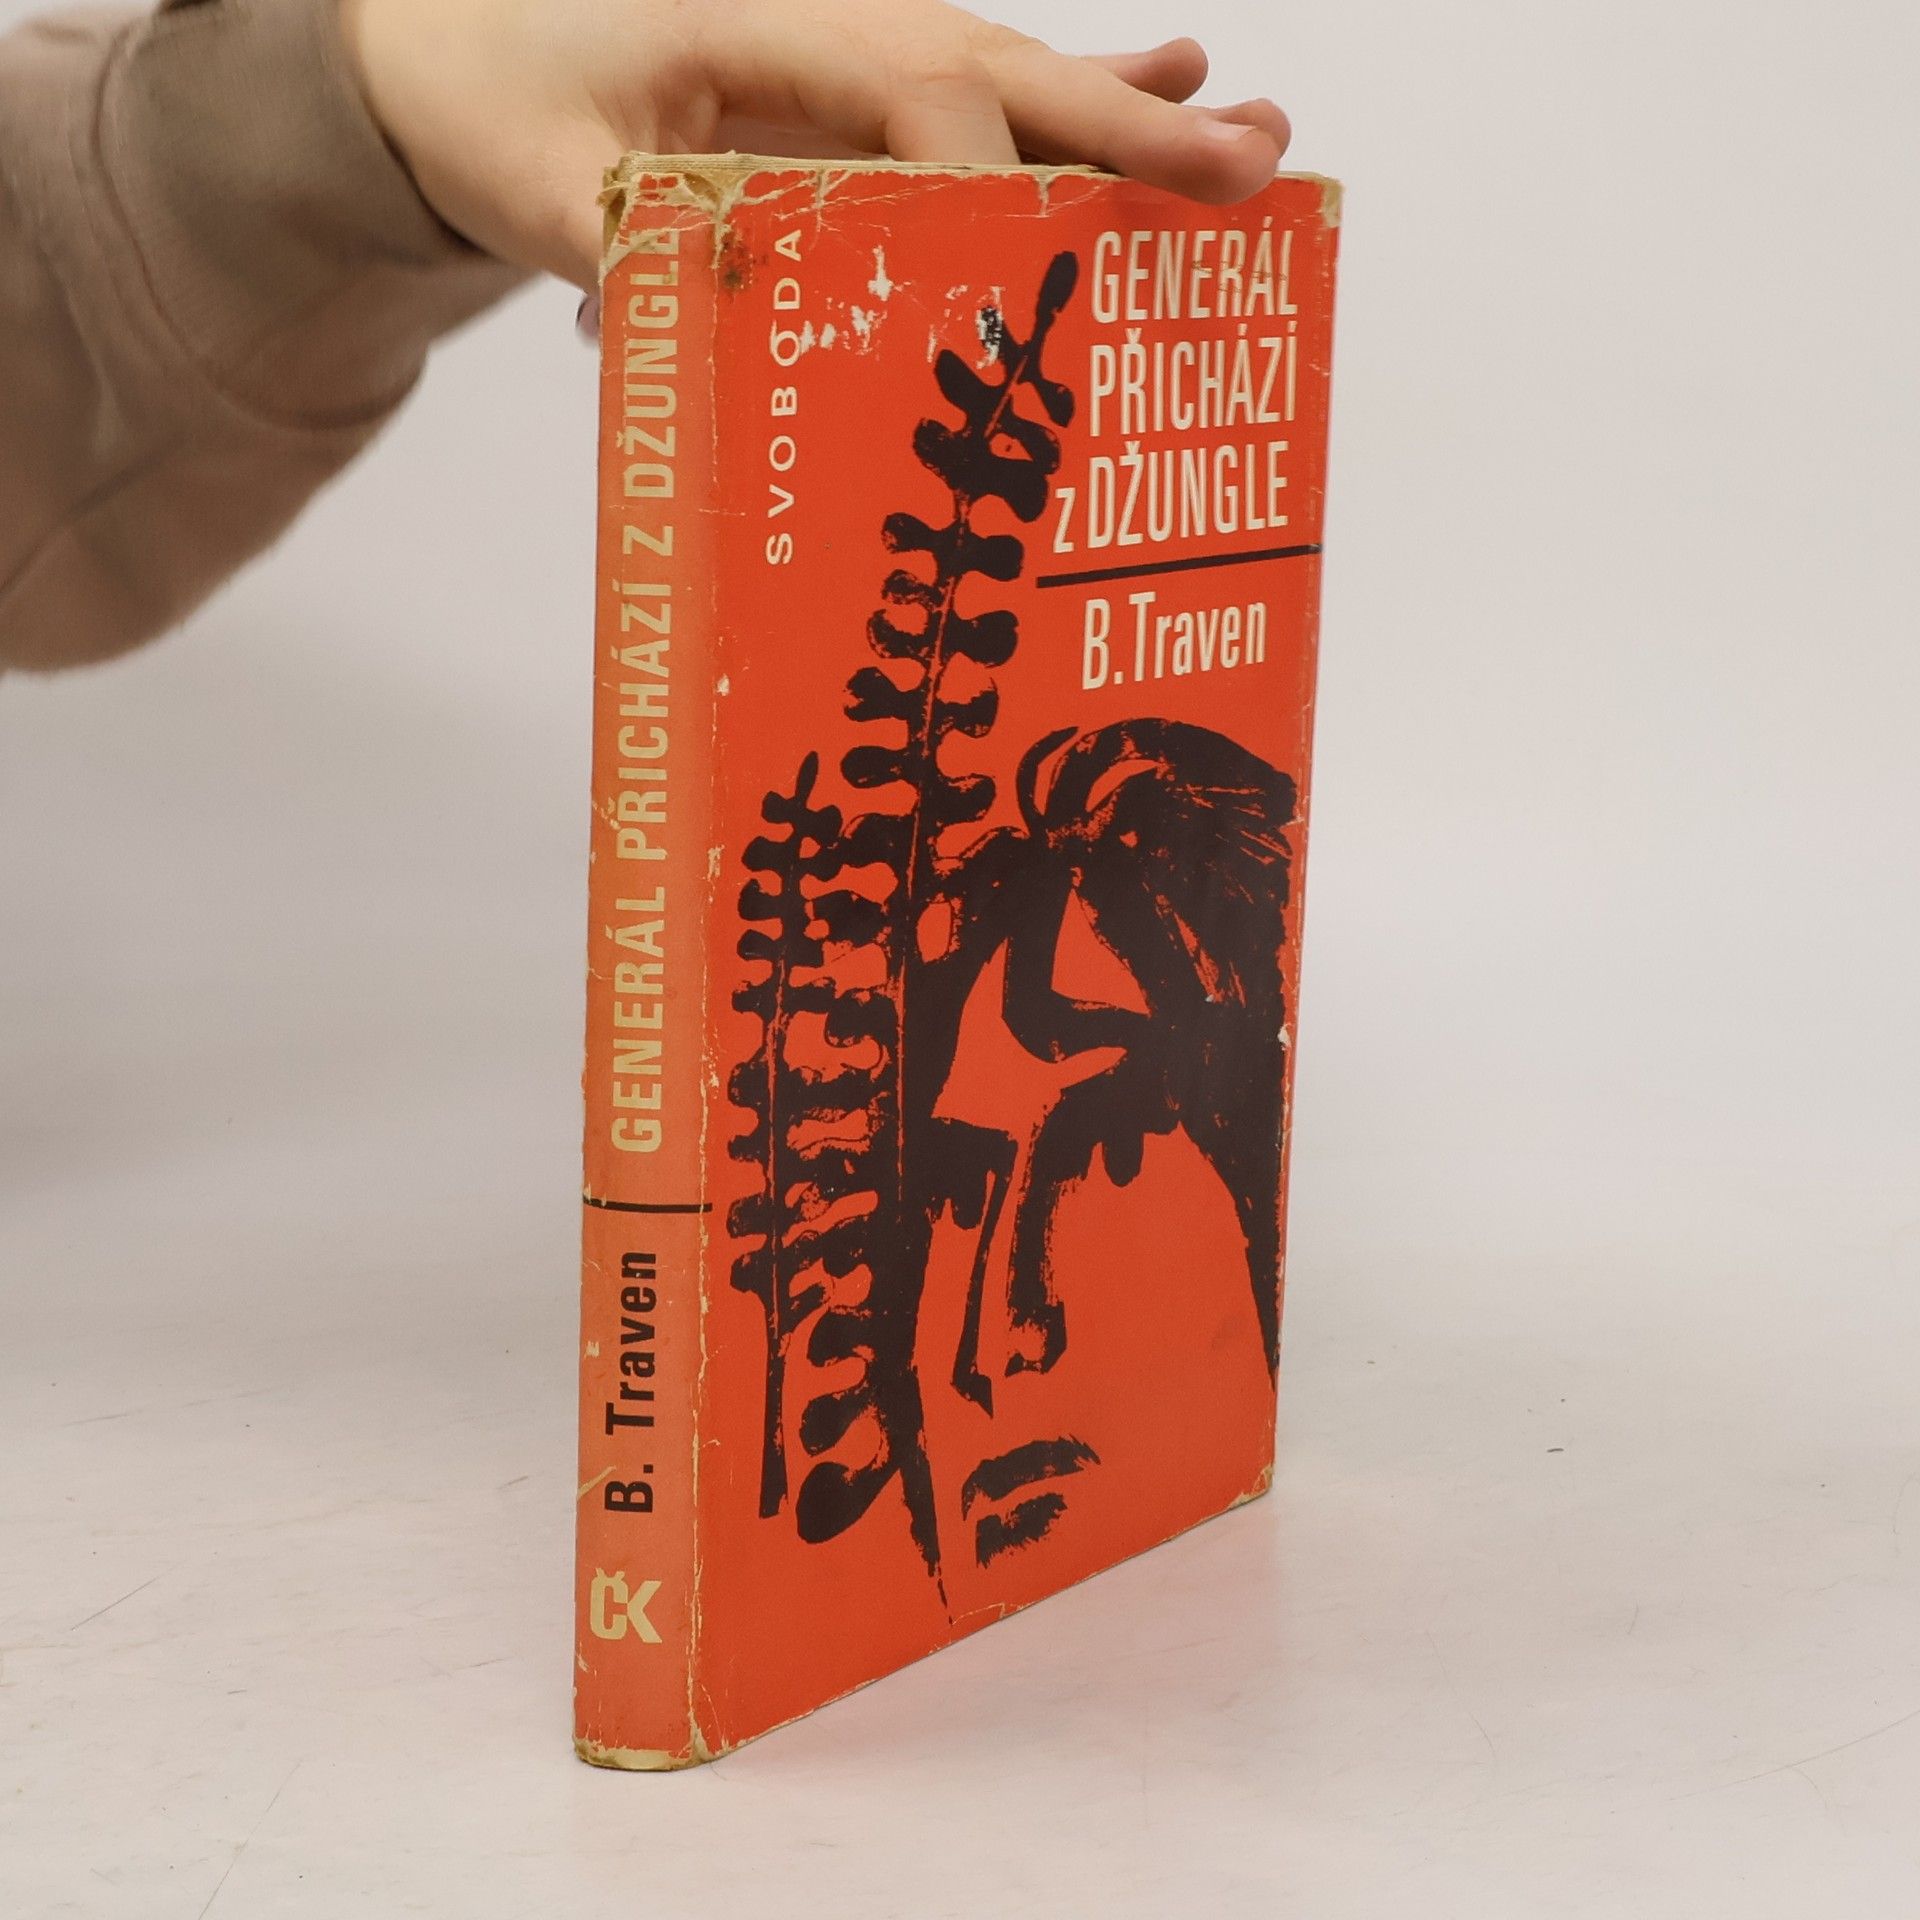 GENERÁL PŘICHÁZÍ Z DŽUNGLE
B. Traven
ČK
SVOBODA
GENERÁL
PŘICHÁZÍ
z DŽUNGLE
B. Traven